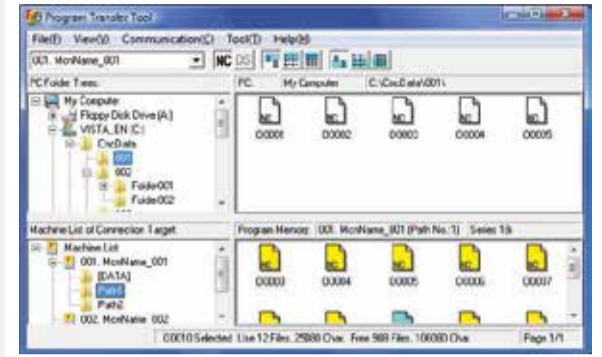 Program Transfer Tool
File(F) View(V) Communication(C) Tool(T) Help(H)
001. McnName_001 NC DS
PC Folder Trees: PC. My Computer C:\CncData\001\
My Computer
Floppy Disk Drive (A:)
VISTA_EN (C:)
CncData
001
002
Folder001
Folder002
O0001 O0002 O0003 O0004 O0005
Machine List of Connection Target Program Memory 001. McnName_001 (Path No.:1) Series
Machine List
001. McnName_001
[DATA]
Path1
Path2
002. McnName_002
O0003 O0004 O0005 O0006 O0007
O0010 Selected Use 12 Files, 25080 Char. Free 988 Files, 106080 Char. Page 1/1